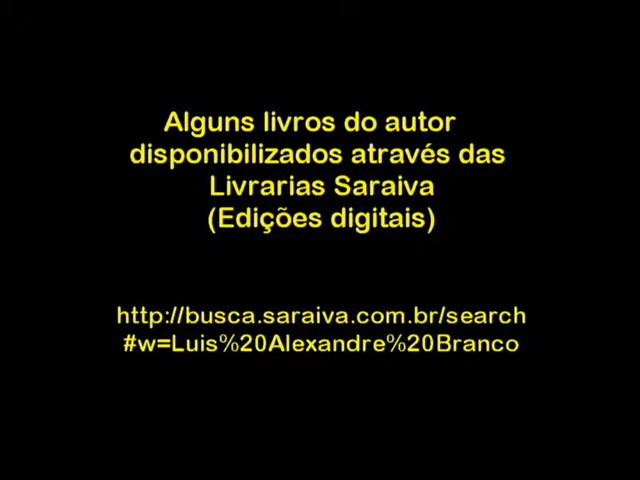 Alguns livros do autor
disponibilizados através das
Livrarias Saraiva
(Edições digitais)
http://busca.saraiva.com.br/search
#w=Luis%20Alexandre%20Branco